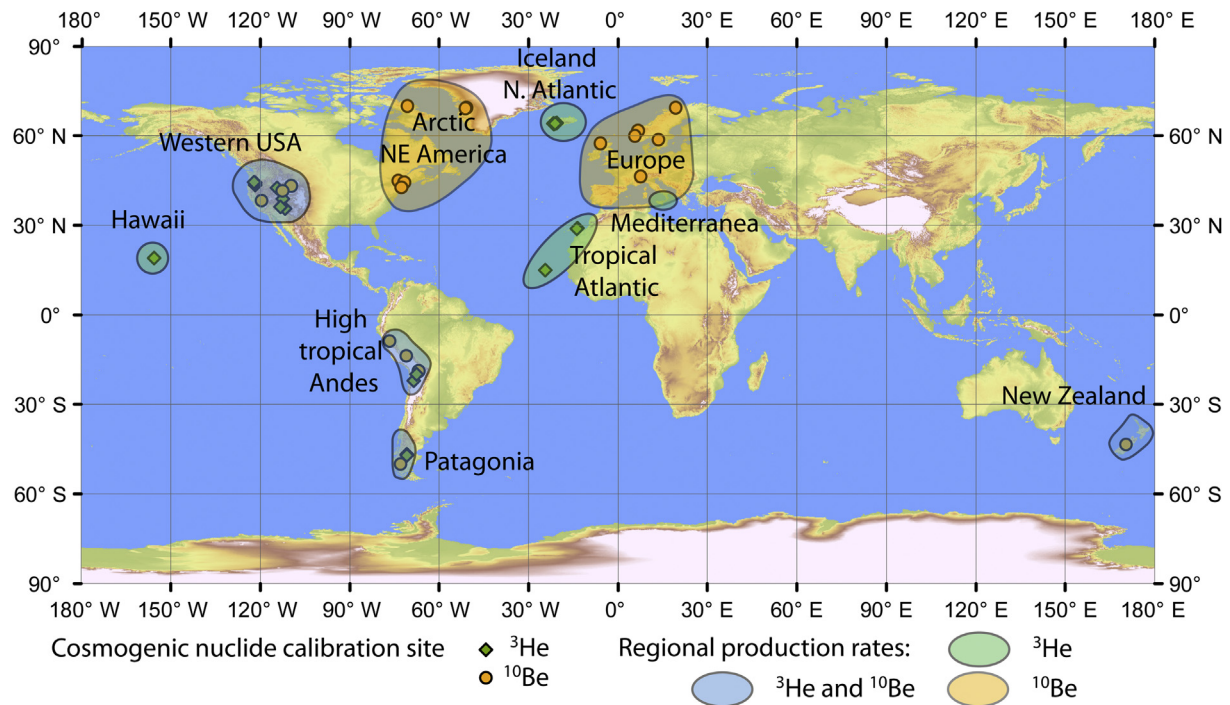 180° W 150° W 120° W 90° W 60° W 30° W 0° 30° E 60° E 90° E 120° E 150° E 180° E
90° 90°
Iceland
N. Atlantic
60° N 60° N
Western USA
Arctic
NE America
Europe
30° N 30° N
Hawaii
Mediterranea
Tropical
Atlantic
0° 0°
High
tropical
Andes
30° S 30° S
New Zealand
Patagonia
60° S 60° S
90° 90°
180° W 150° W 120° W 90° W 60° W 30° W 0° 30° E 60° E 90° E 120° E 150° E 180° E
Cosmogenic nuclide calibration site ³He Regional production rates: ³He
¹⁰Be ³He and ¹⁰Be ¹⁰Be